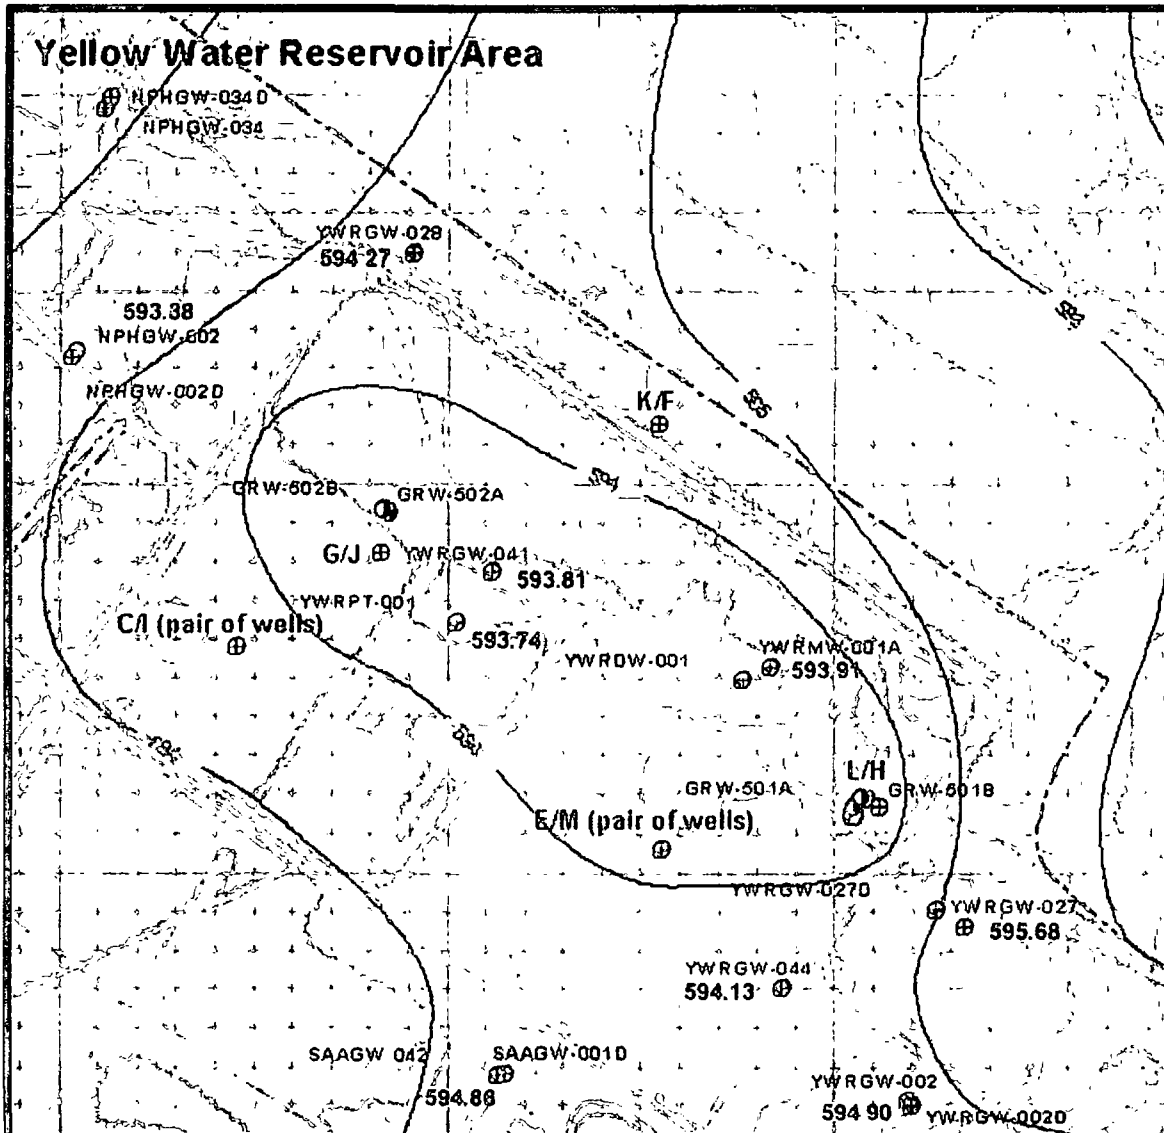 Yellow Water Reservoir Area
NPHGW-034D
NPHGW-034
YWRGW-028
594.27
593.38
NPHGW-002
NPHGW-002D
K/F
595
594
GRW-502B
GRW-502A
G/J
YWRGW-041
593.81
YWRPT-001
593.74
C/I (pair of wells)
YWRDW-001
YWRMW-001A
593.91
L/H
GRW-501A
GRW-501B
E/M (pair of wells)
YWRGW-027D
YWRGW-027
595.68
YWRGW-044
594.13
SAAGW 042
SAAGW-001D
594.86
YWRGW-002
594 90
YWRGW-002D